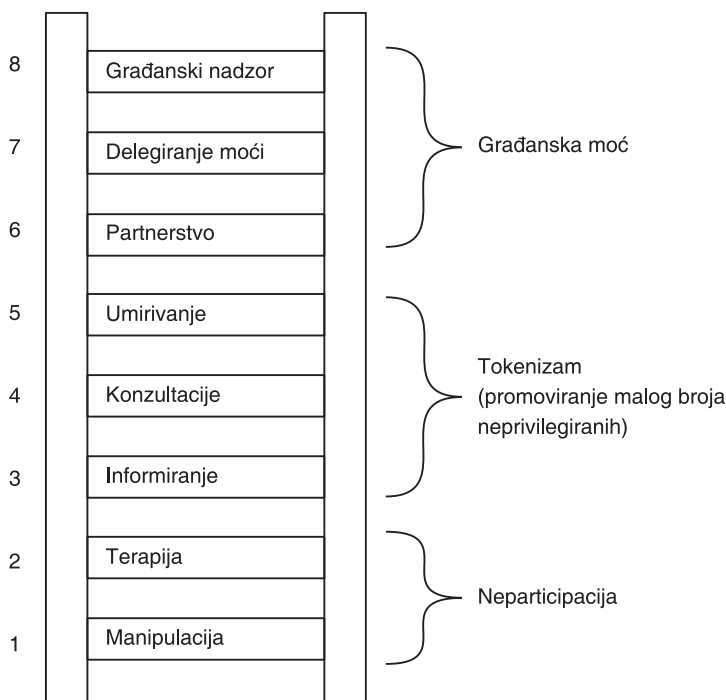 8 Građanski nadzor
7 Delegiranje moći
Građanska moć
6 Partnerstvo
5 Umirivanje
Tokenizam
(promoviranje malog broja
neprivilegiranih)
4 Konzultacije
3 Informiranje
2 Terapija
Neparticipacija
1 Manipulacija